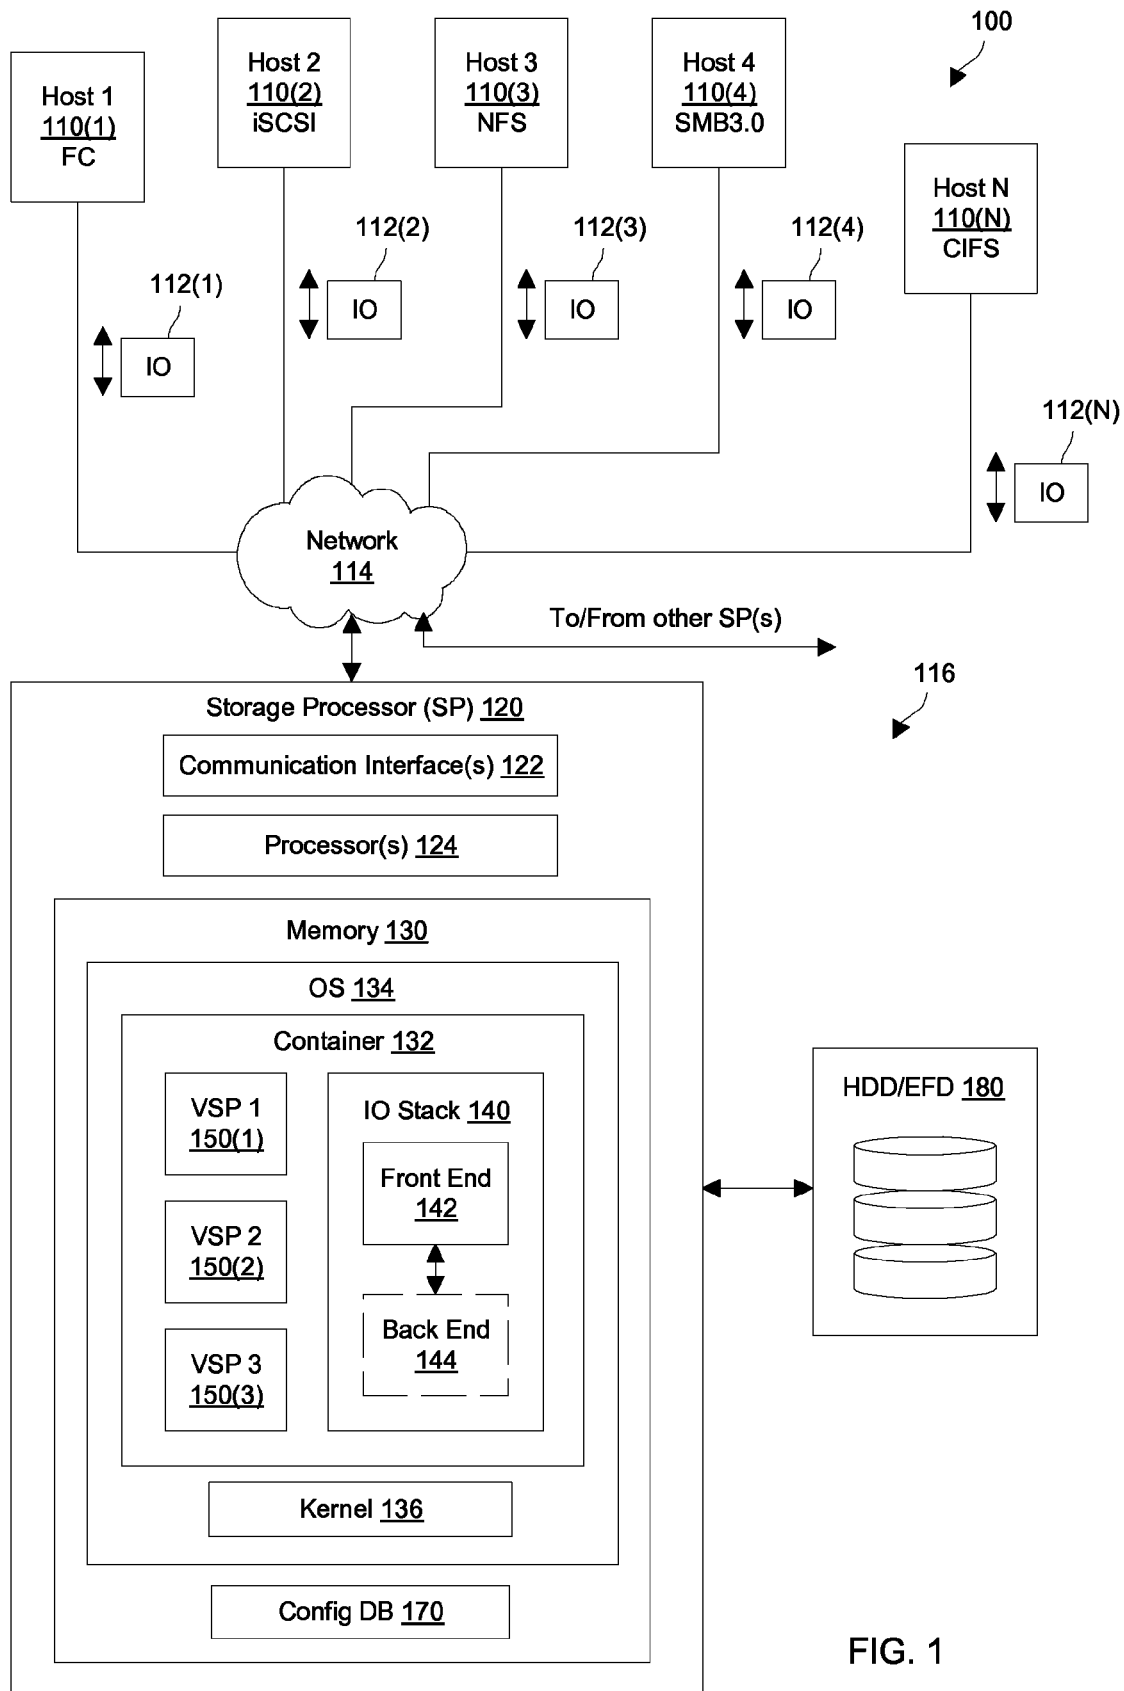 100
Host 1
110(1)
FC
Host 2
110(2)
iSCSI
Host 3
110(3)
NFS
Host 4
110(4)
SMB3.0
Host N
110(N)
CIFS
112(1)
IO
112(2)
IO
112(3)
IO
112(4)
IO
112(N)
IO
Network
114
To/From other SP(s)
116
Storage Processor (SP) 120
Communication Interface(s) 122
Processor(s) 124
Memory 130
OS 134
Container 132
VSP 1
150(1)
VSP 2
150(2)
VSP 3
150(3)
IO Stack 140
Front End
142
Back End
144
Kernel 136
Config DB 170
HDD/EFD 180
FIG. 1